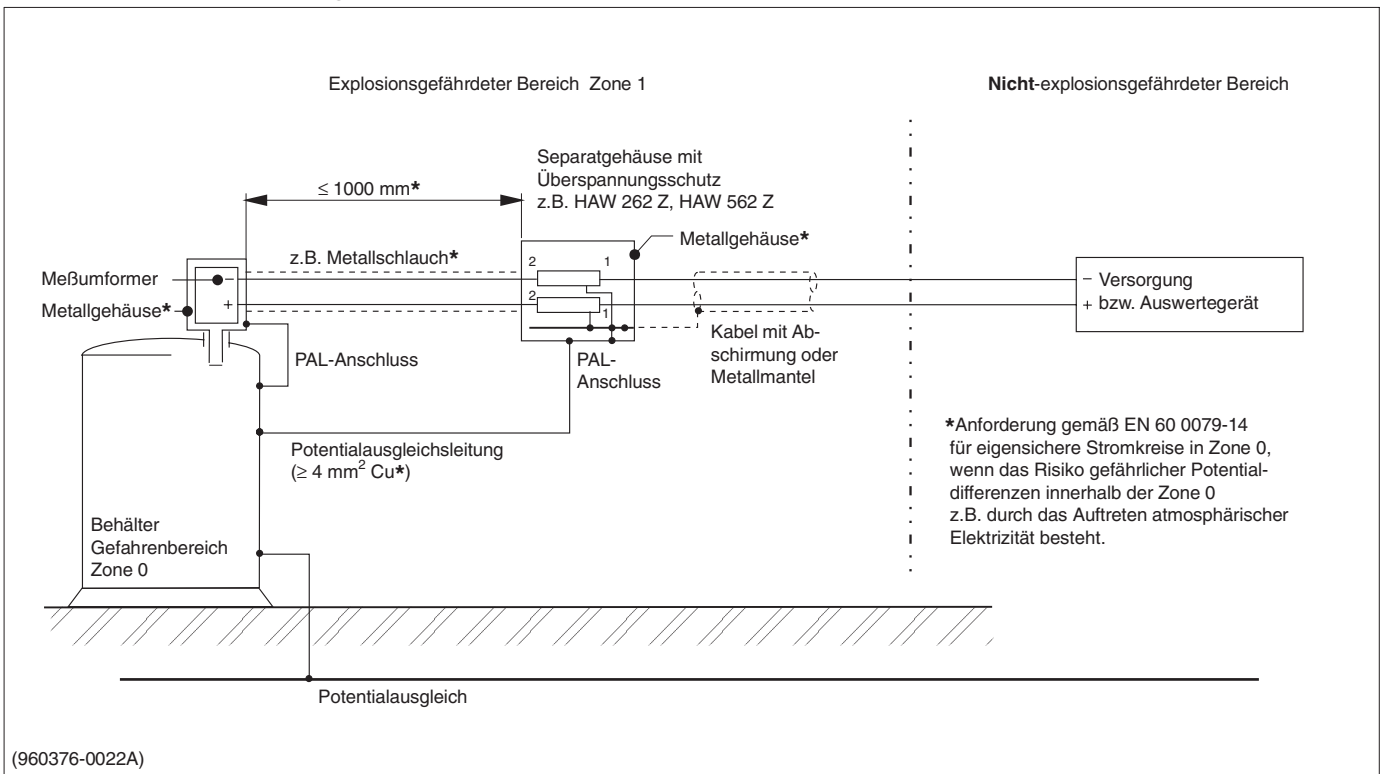 Explosionsgefährdeter Bereich Zone 1
Nicht-explosionsgefährdeter Bereich
Separatgehäuse mit
Überspannungsschutz
z.B. HAW 262 Z, HAW 562 Z
≤ 1000 mm*
Metallgehäuse*
z.B. Metallschlauch*
2
1
Meßumformer
−
− Versorgung
Metallgehäuse*
+
2
1
+ bzw. Auswertegerät
Kabel mit Ab-
schirmung oder
Metallmantel
PAL-Anschluss
PAL-
Anschluss
*Anforderung gemäß EN 60 0079-14
für eigensichere Stromkreise in Zone 0,
wenn das Risiko gefährlicher Potential-
differenzen innerhalb der Zone 0
z.B. durch das Auftreten atmosphärischer
Elektrizität besteht.
Potentialausgleichsleitung
(≥ 4 mm² Cu*)
Behälter
Gefahrenbereich
Zone 0
Potentialausgleich
(960376-0022A)